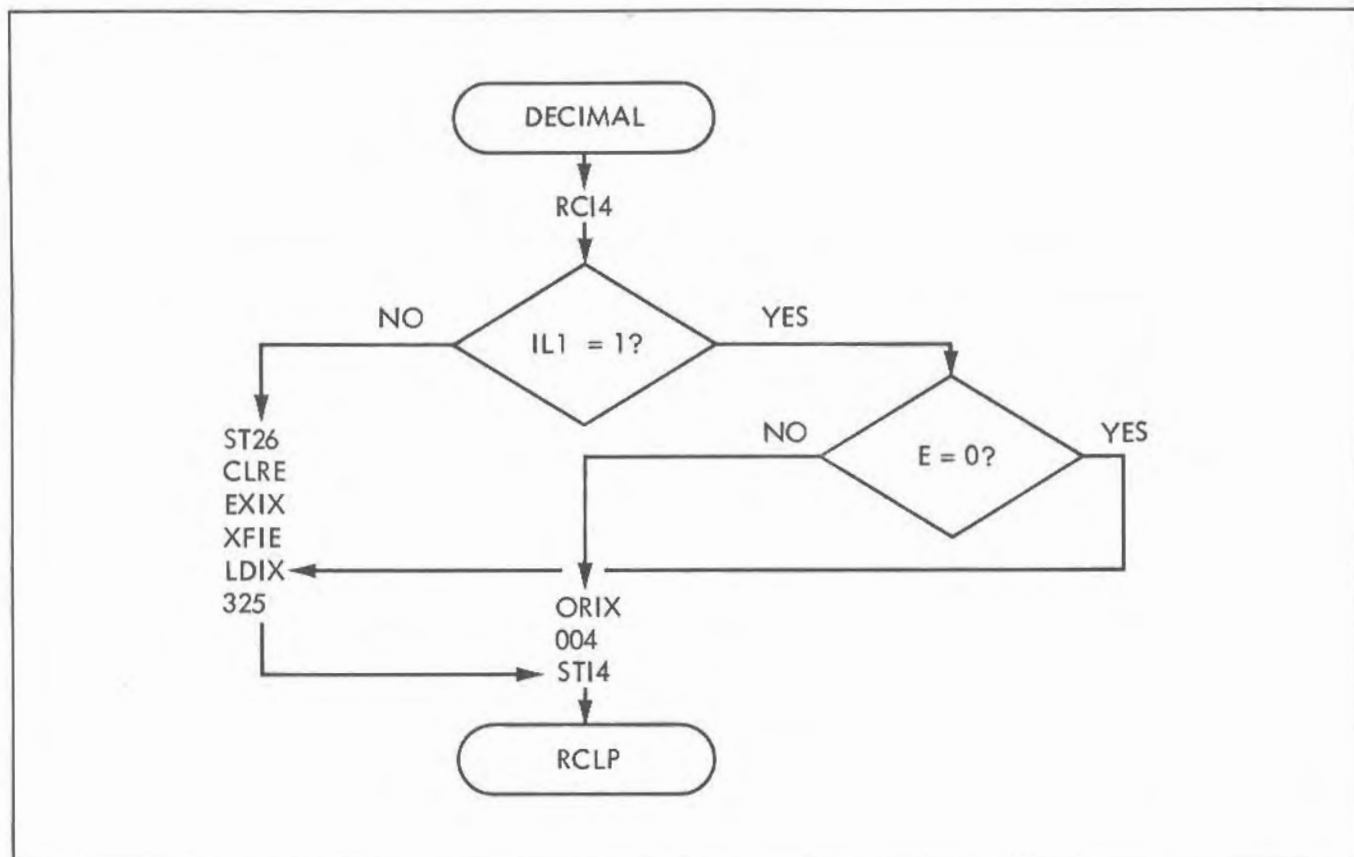 DECIMAL
RCI4
IL1 = 1?
NO
YES
E = 0?
NO
YES
ST26
CLRE
EXIX
XFIE
LDIX
325
ORIX
004
STI4
RCLP